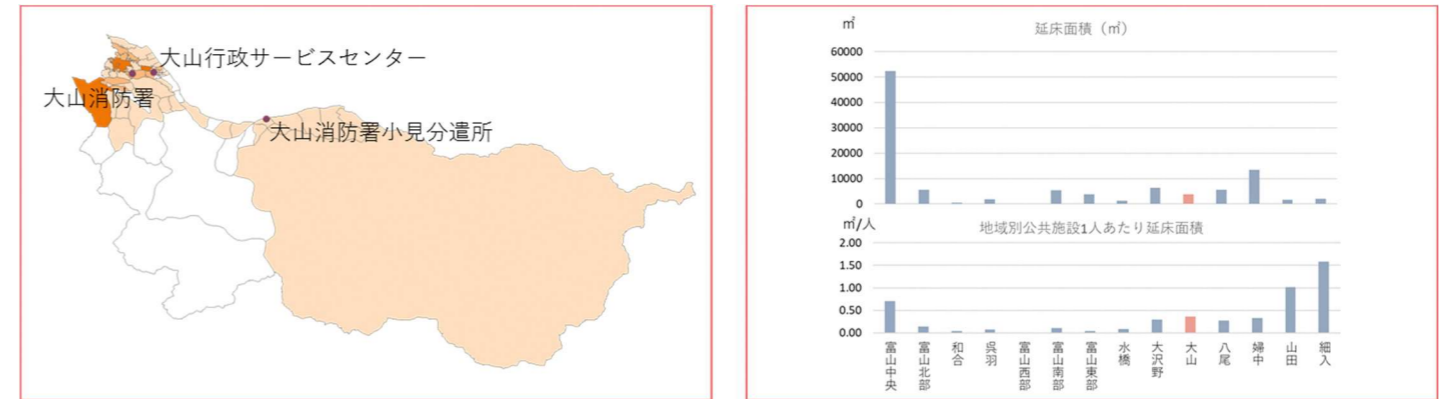 大山行政サービスセンター
大山消防署
大山消防署小見分遣所
㎡
延床面積（㎡）
60000
50000
40000
30000
20000
10000
0
㎡/人
地域別公共施設1人あたり延床面積
2.00
1.50
1.00
0.50
0.00
富山中央
富山北部
和合
呉羽
富山西部
富山南部
富山東部
水橋
大沢野
大山
八尾
婦中
山田
細入